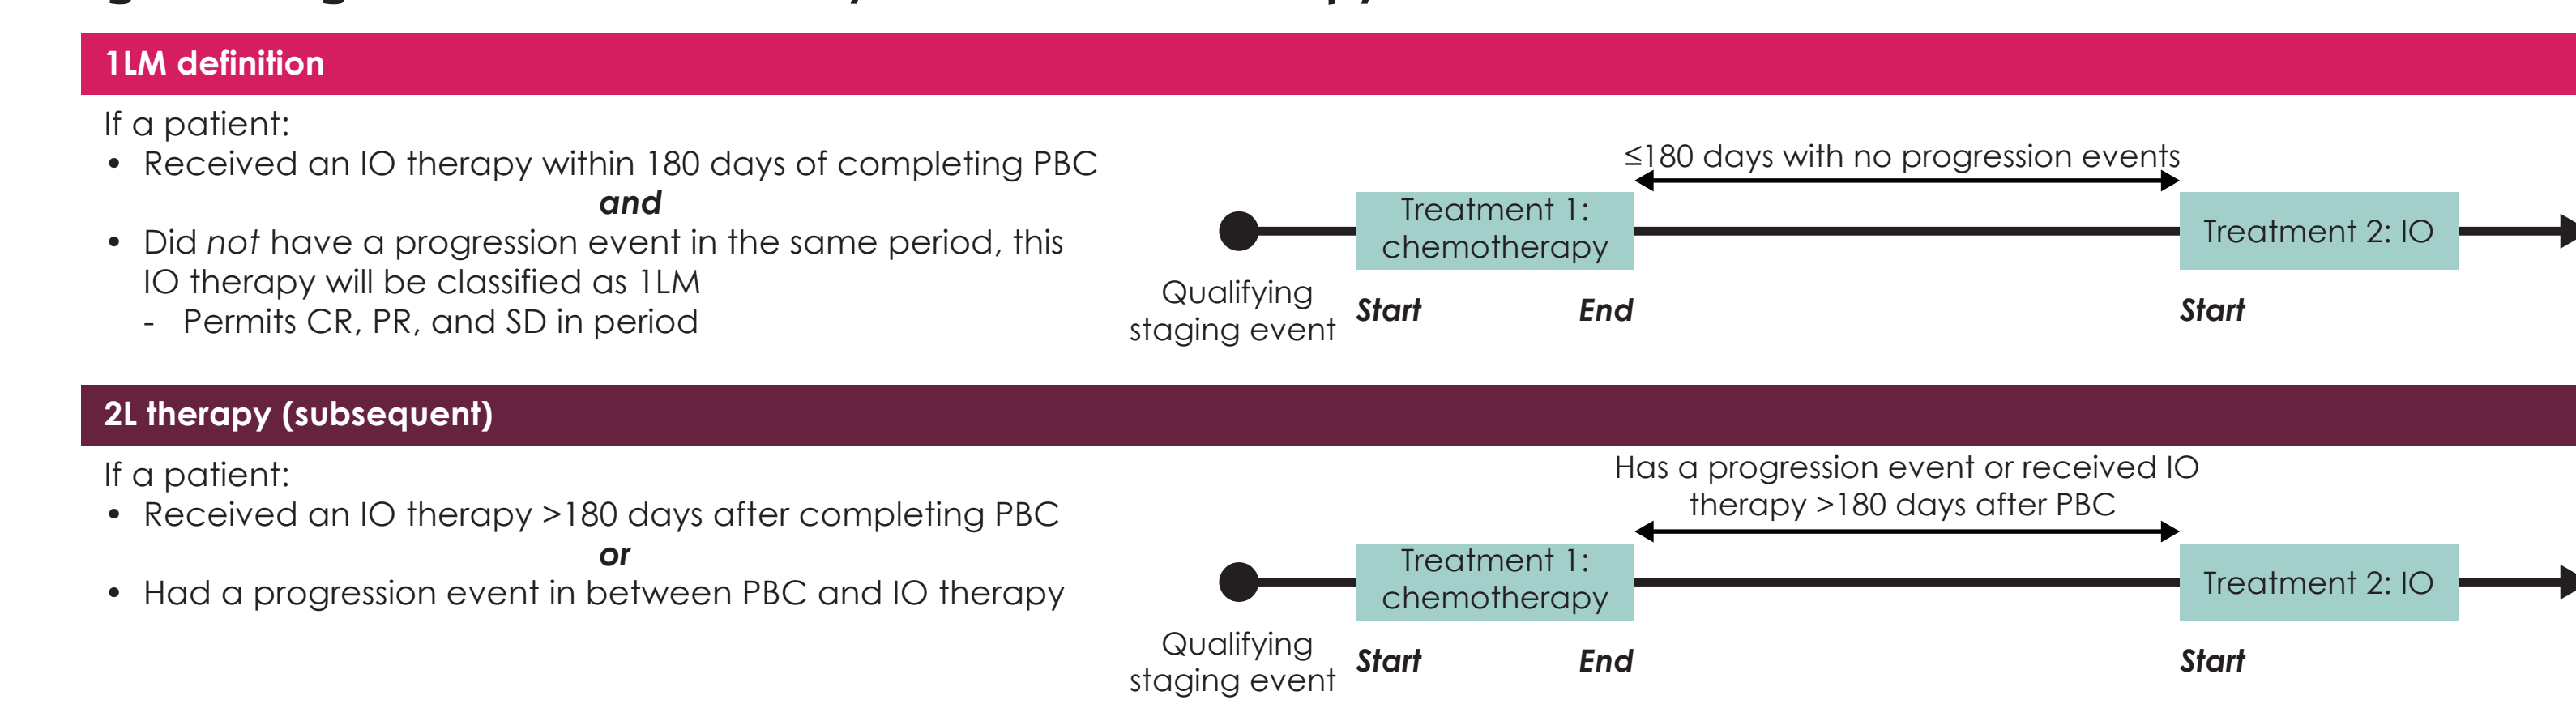 1LM definition
If a patient:
• Received an IO therapy within 180 days of completing PBC
and
• Did not have a progression event in the same period, this
IO therapy will be classified as 1LM
- Permits CR, PR, and SD in period
≤180 days with no progression events
Treatment 1:
chemotherapy
Treatment 2: IO
Qualifying
staging event
Start
End
Start
2L therapy (subsequent)
If a patient:
• Received an IO therapy >180 days after completing PBC
or
• Had a progression event in between PBC and IO therapy
Has a progression event or received IO
therapy >180 days after PBC
Treatment 1:
chemotherapy
Treatment 2: IO
Qualifying
staging event
Start
End
Start